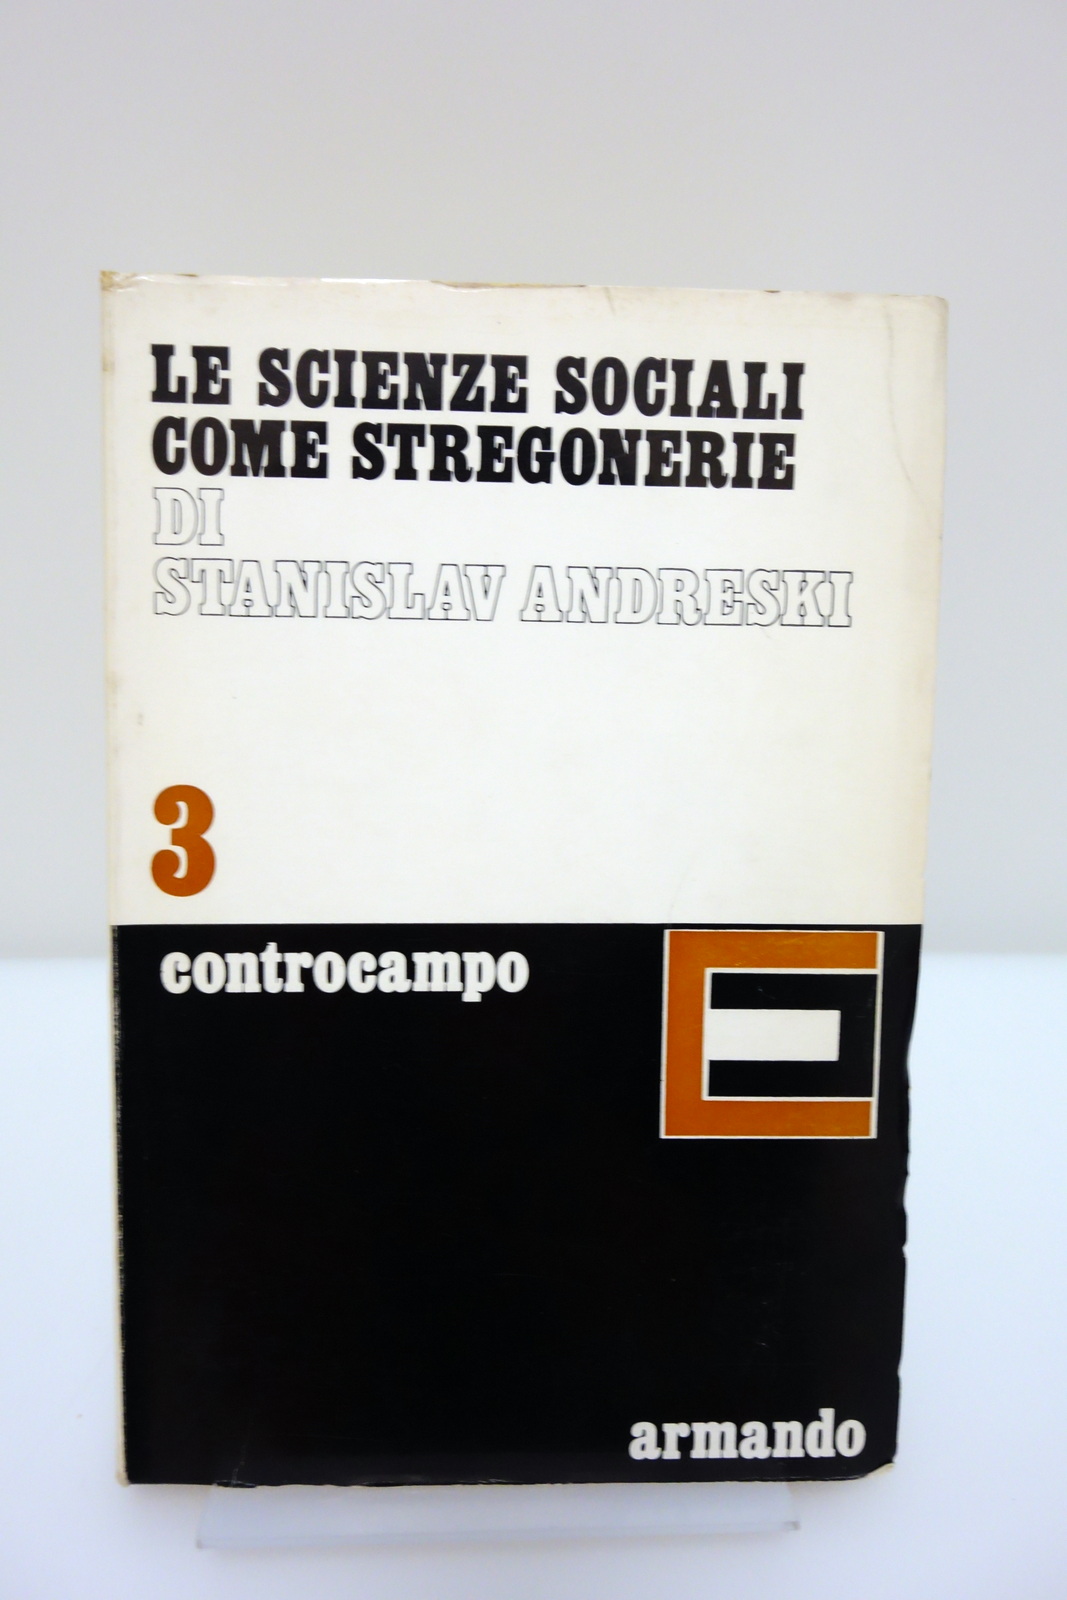 LE SCIENZE SOCIALI
COME STREGONERIE
DI
STANISLAV ANDRESKI
3
controcampo
armando